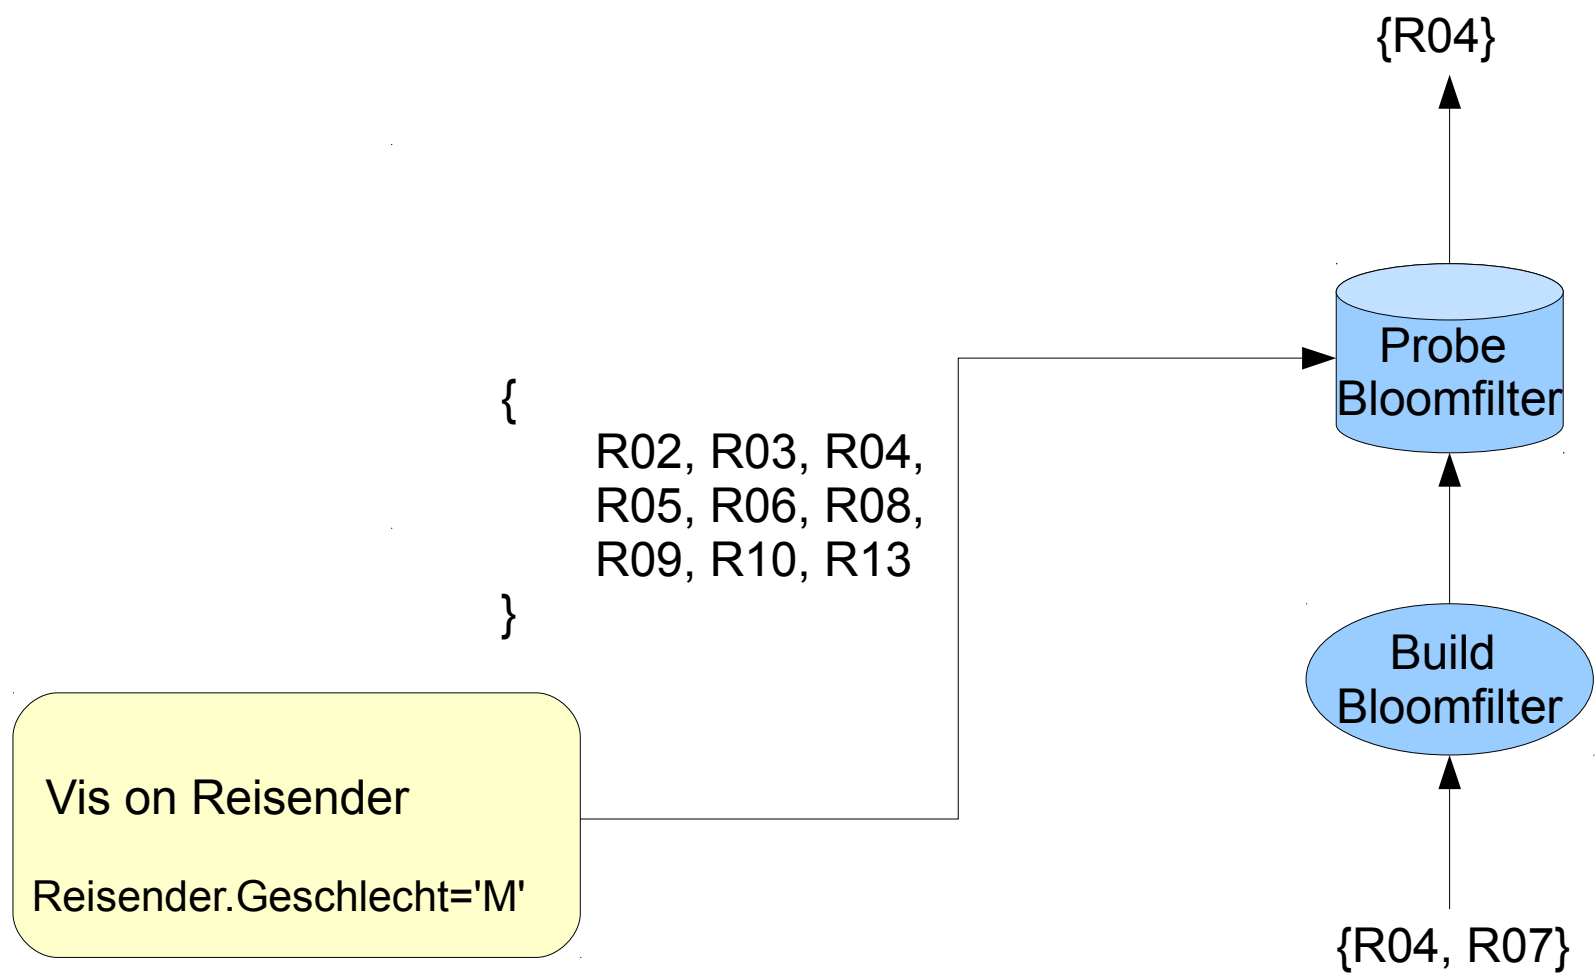 {R04}
Probe
Bloomfilter
{
R02, R03, R04,
R05, R06, R08,
R09, R10, R13
}
Build
Bloomfilter
Vis on Reisender
Reisender.Geschlecht='M'
{R04, R07}